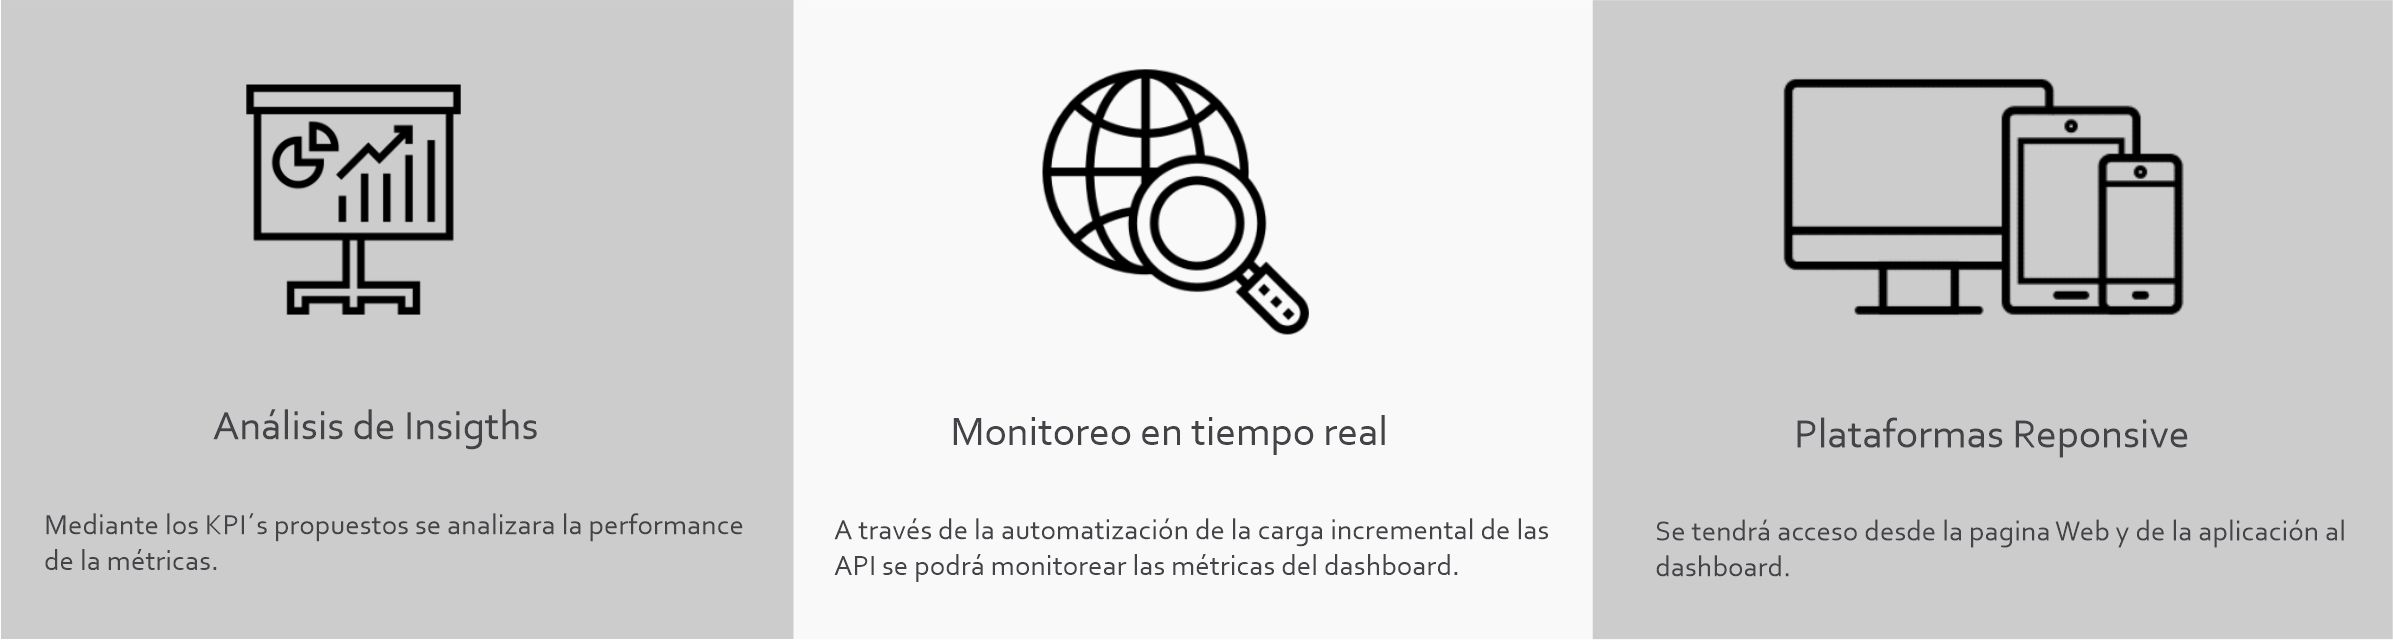 Análisis de Insigths
Mediante los KPI´s propuestos se analizara la performance
de la métricas.
Monitoreo en tiempo real
A través de la automatización de la carga incremental de las
API se podrá monitorear las métricas del dashboard.
Plataformas Reponsive
Se tendrá acceso desde la pagina Web y de la aplicación al
dashboard.